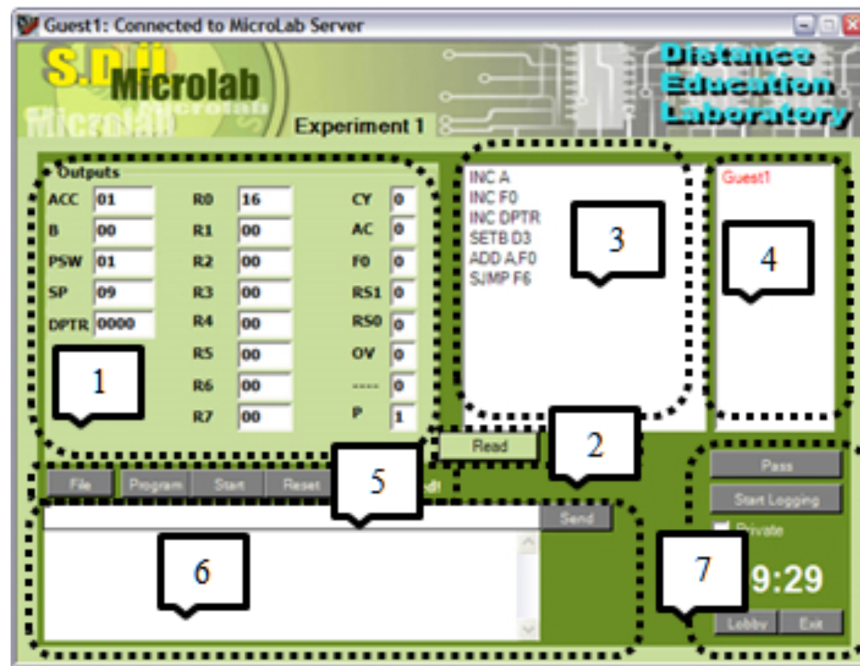 Guest1: Connected to MicroLab Server
S.D.Ü
Microlab
Microlab
Microlab
Experiment 1
Distance
Education
Laboratory
Outputs
ACC 01 R0 16 CY 0
B 00 R1 00 AC 0
PSW 01 R2 00 F0 0
SP 09 R3 00 RS1 0
DPTR 0000 R4 00 RS0 0
R5 00 OV 0
R6 00 ---- 0
R7 00 P 1
1
INC A
INC F0
INC DPTR
SETB D3
ADD A,F0
SJMP F6
3
Guest1
4
Read
2
File Program Start Reset
5
Send
6
Pass
Start Logging
Private
7
9:29
Lobby Exit